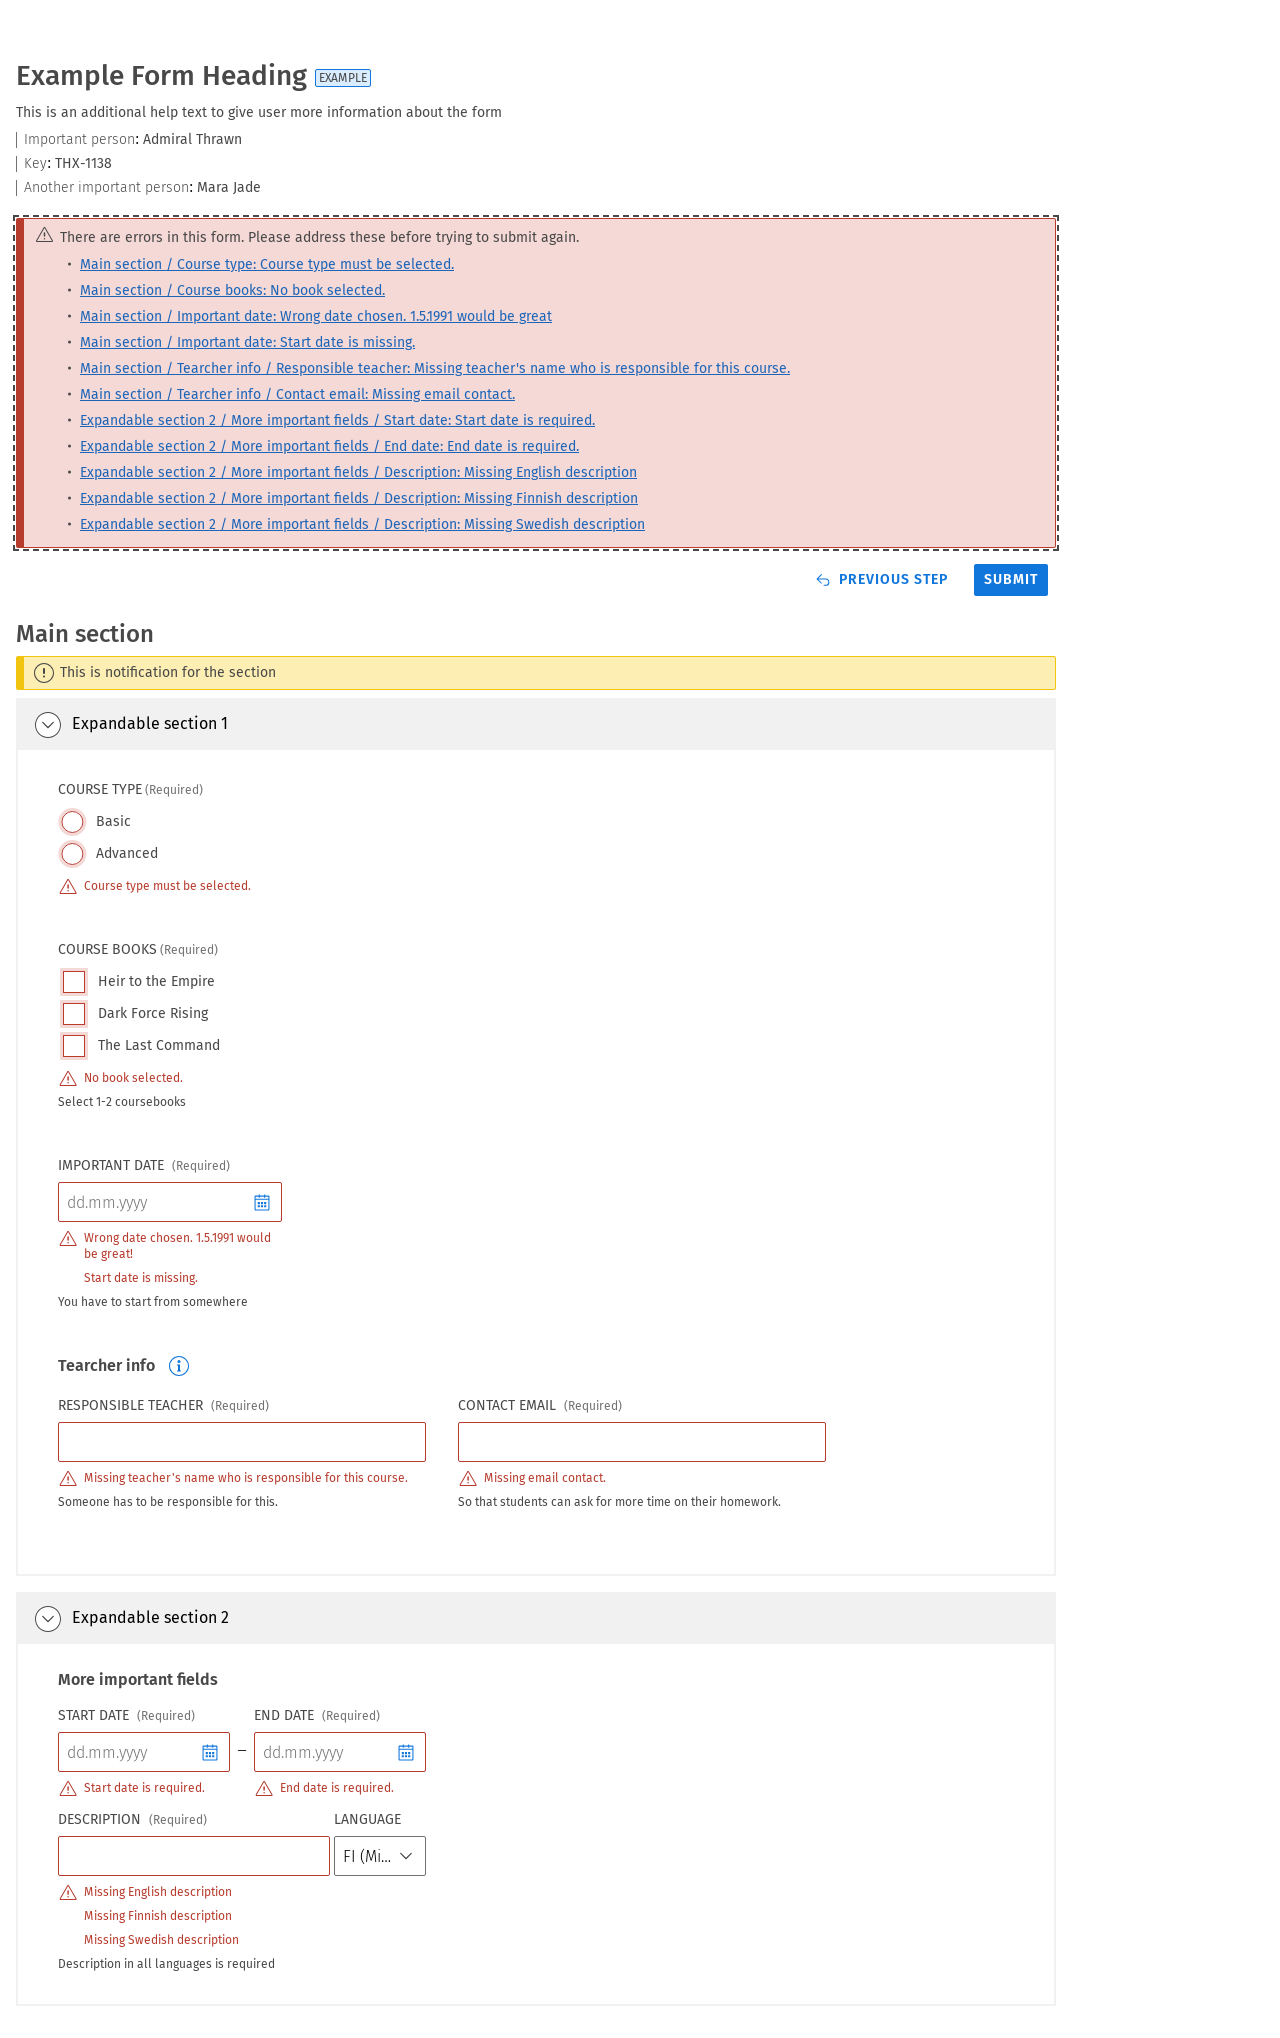 Example Form Heading EXAMPLE
This is an additional help text to give user more information about the form
Important person: Admiral Thrawn
Key: THX-1138
Another important person: Mara Jade
There are errors in this form. Please address these before trying to submit again.
• Main section / Course type: Course type must be selected.
• Main section / Course books: No book selected.
• Main section / Important date: Wrong date chosen. 1.5.1991 would be great
• Main section / Important date: Start date is missing.
• Main section / Tearcher info / Responsible teacher: Missing teacher's name who is responsible for this course.
• Main section / Tearcher info / Contact email: Missing email contact.
• Expandable section 2 / More important fields / Start date: Start date is required.
• Expandable section 2 / More important fields / End date: End date is required.
• Expandable section 2 / More important fields / Description: Missing English description
• Expandable section 2 / More important fields / Description: Missing Finnish description
• Expandable section 2 / More important fields / Description: Missing Swedish description
PREVIOUS STEP SUBMIT
Main section
This is notification for the section
Expandable section 1
COURSE TYPE (Required)
Basic
Advanced
Course type must be selected.
COURSE BOOKS (Required)
Heir to the Empire
Dark Force Rising
The Last Command
No book selected.
Select 1-2 coursebooks
IMPORTANT DATE (Required)
dd.mm.yyyy
Wrong date chosen. 1.5.1991 would
be great!
Start date is missing.
You have to start from somewhere
Tearcher info
RESPONSIBLE TEACHER (Required) CONTACT EMAIL (Required)
Missing teacher's name who is responsible for this course. Missing email contact.
Someone has to be responsible for this. So that students can ask for more time on their homework.
Expandable section 2
More important fields
START DATE (Required) END DATE (Required)
dd.mm.yyyy – dd.mm.yyyy
Start date is required. End date is required.
DESCRIPTION (Required) LANGUAGE
FI (Mi...
Missing English description
Missing Finnish description
Missing Swedish description
Description in all languages is required